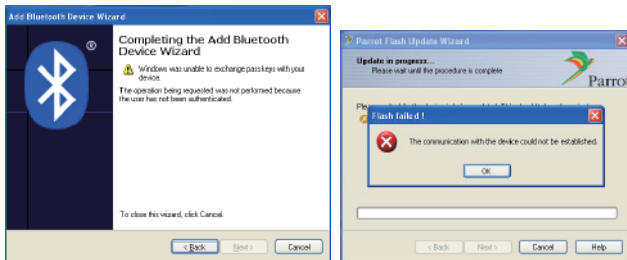 Add Bluetooth Device Wizard
Completing the Add Bluetooth
Device Wizard
Windows was unable to exchange passkeys with your
device.
The operation being requested was not performed because
the user has not been authenticated.
To close this wizard, click Cancel.
< Back
Next >
Cancel
Parrot Flash Update Wizard
Update in progress...
Please wait until the procedure is complete
Parrot
Flash failed !
The communication with the device could not be established.
OK
< Back
Next >
Cancel
Help